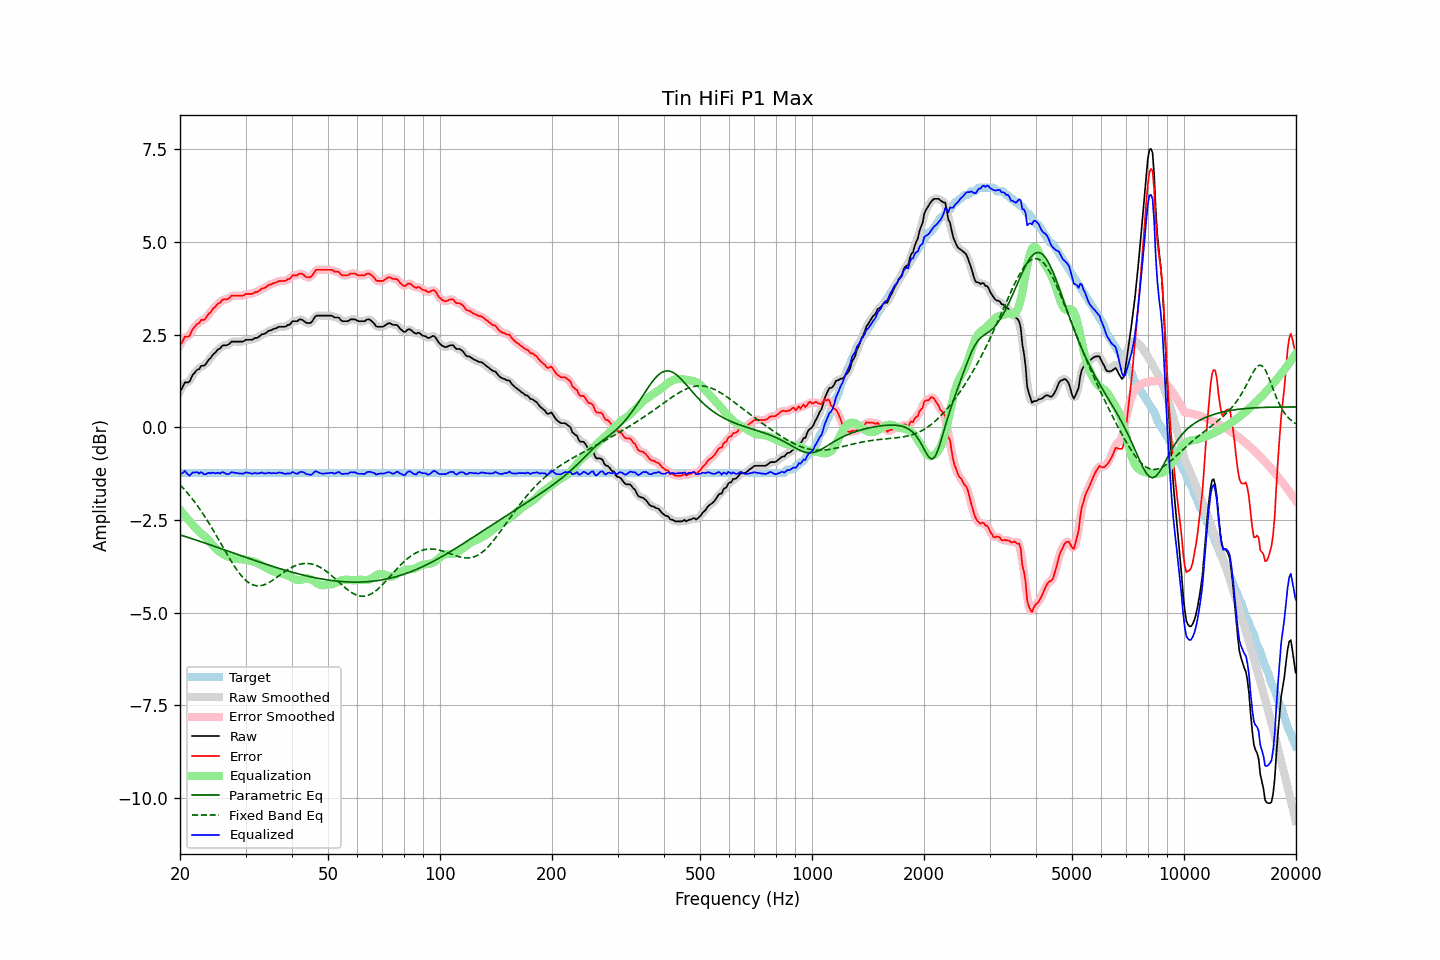 Tin HiFi P1 Max
Amplitude (dBr)
7.5
5.0
2.5
0.0
−2.5
−5.0
−7.5
−10.0
Target
Raw Smoothed
Error Smoothed
Raw
Error
Equalization
Parametric Eq
Fixed Band Eq
Equalized
20 50 100 200 500 1000 2000 5000 10000 20000
Frequency (Hz)